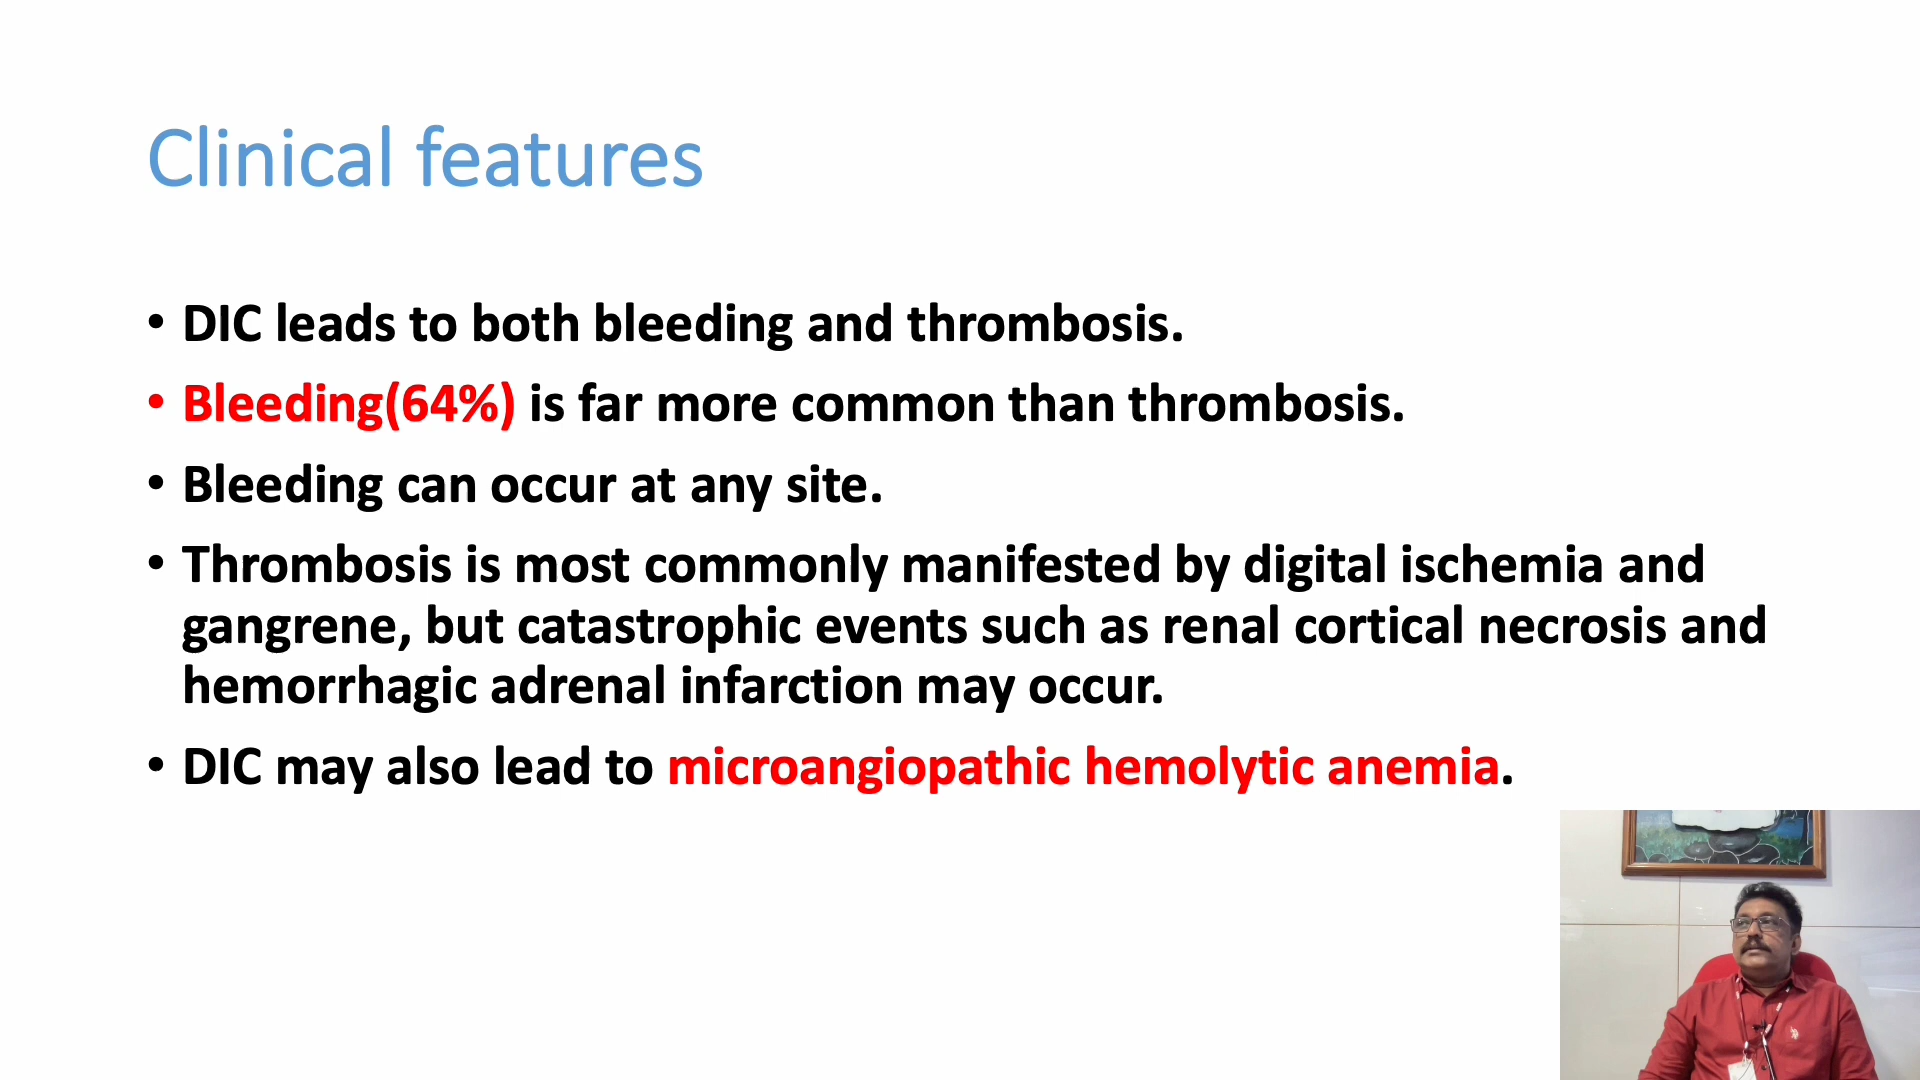 Clinical features
• DIC leads to both bleeding and thrombosis.
• Bleeding(64%) is far more common than thrombosis.
• Bleeding can occur at any site.
• Thrombosis is most commonly manifested by digital ischemia and
gangrene, but catastrophic events such as renal cortical necrosis and
hemorrhagic adrenal infarction may occur.
• DIC may also lead to microangiopathic hemolytic anemia.